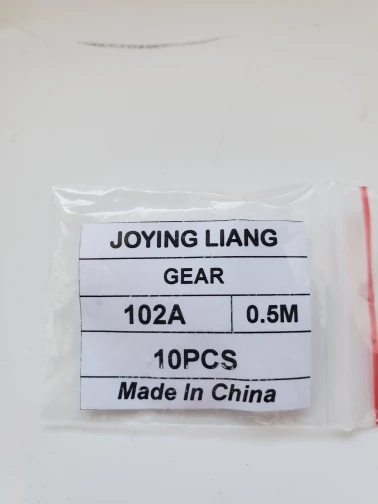 JOYING LIANG
GEAR
102A 0.5M
10PCS
Made In China